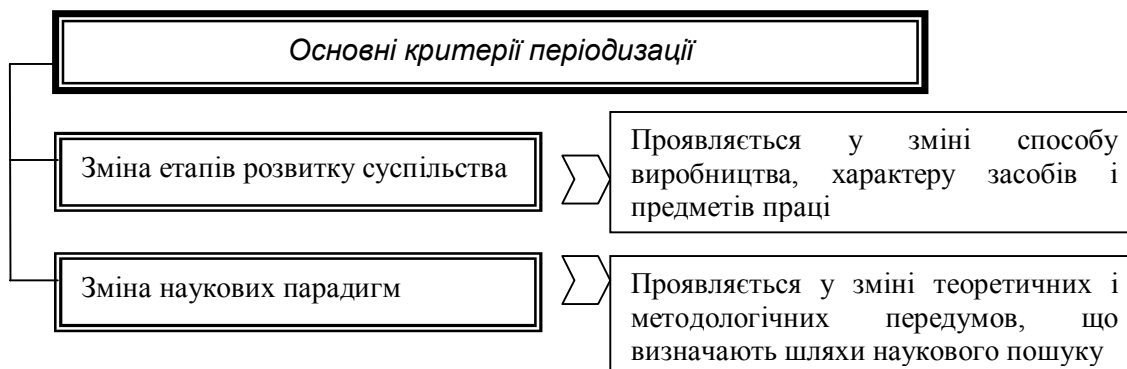 Основні критерії періодизації
Зміна етапів розвитку суспільства
Проявляється у зміні способу
виробництва, характеру засобів і
предметів праці
Зміна наукових парадигм
Проявляється у зміні теоретичних і
методологічних передумов, що
визначають шляхи наукового пошуку